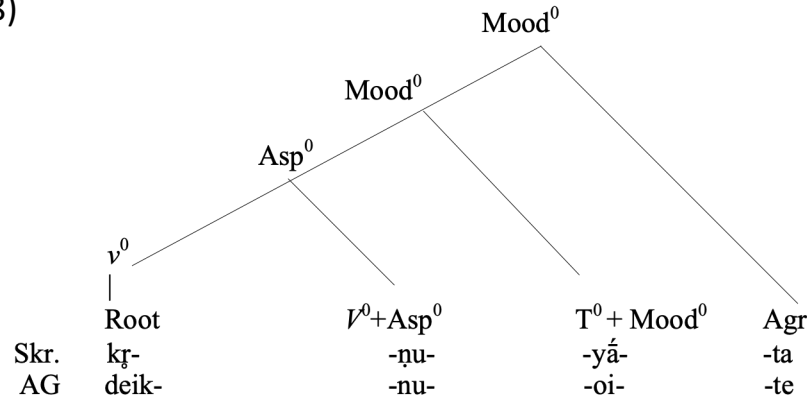 3)
Mood⁰
Mood⁰
Asp⁰
v⁰
Root V⁰+Asp⁰ T⁰ + Mood⁰ Agr
Skr. kr̥- -ṇu- -yā́- -ta
AG deik- -nu- -oi- -te